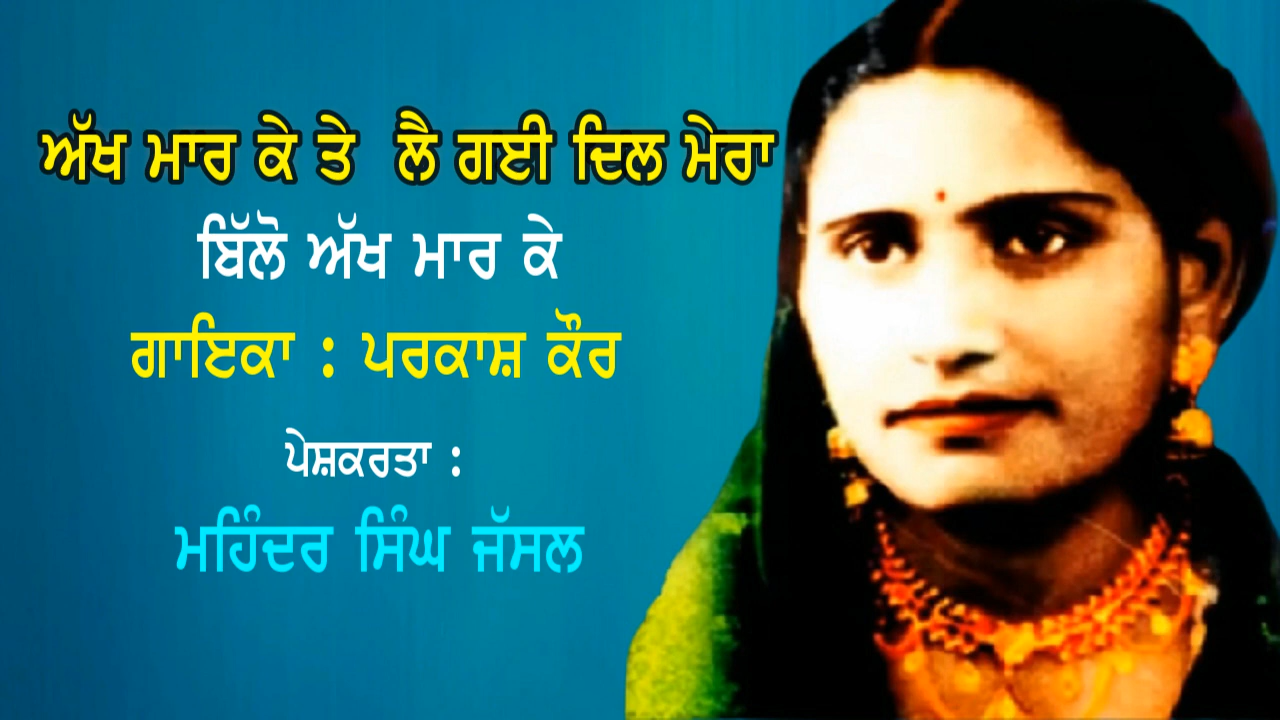 ਅੱਖ ਮਾਰ ਕੇ ਤੇ ਲੈ ਗਈ ਦਿਲ ਮੇਰਾ
ਬਿੱਲੋ ਅੱਖ ਮਾਰ ਕੇ
ਗਾਇਕਾ : ਪਰਕਾਸ਼ ਕੌਰ
ਪੇਸ਼ਕਰਤਾ :
ਮਹਿੰਦਰ ਸਿੰਘ ਜੱਸਲ